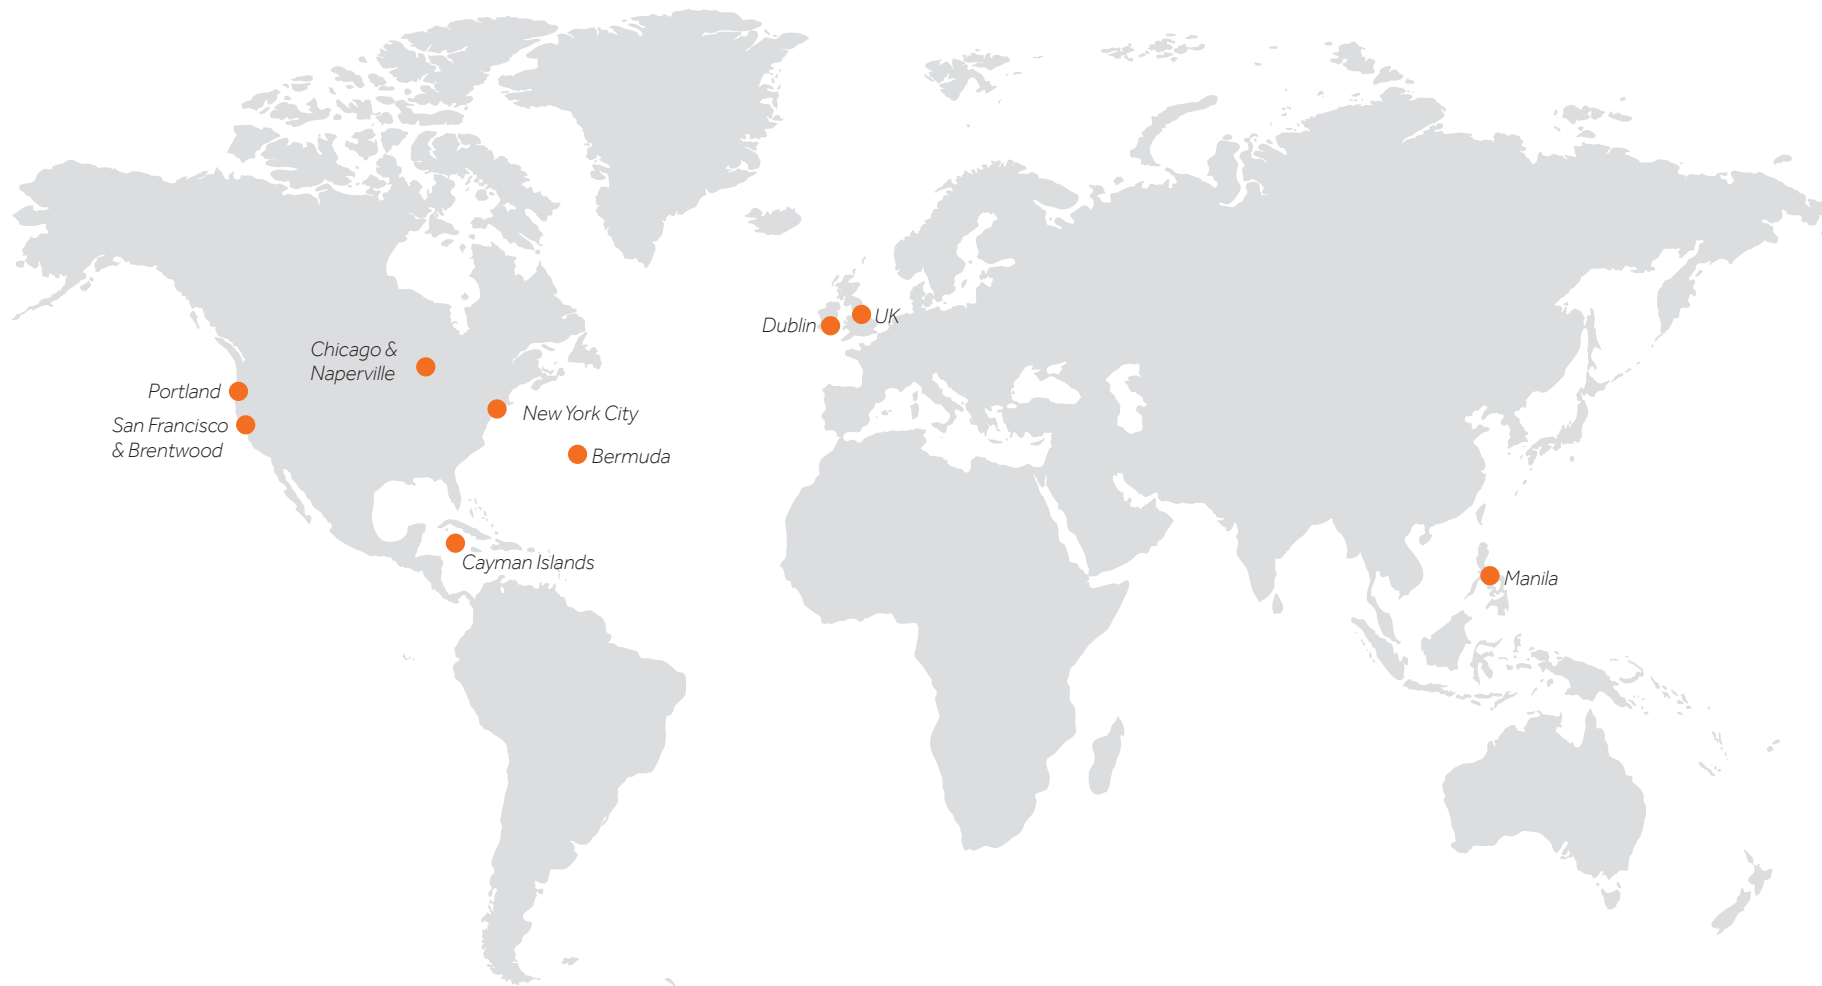 Dublin
UK
Chicago &
Naperville
Portland
New York City
San Francisco
& Brentwood
Bermuda
Cayman Islands
Manila